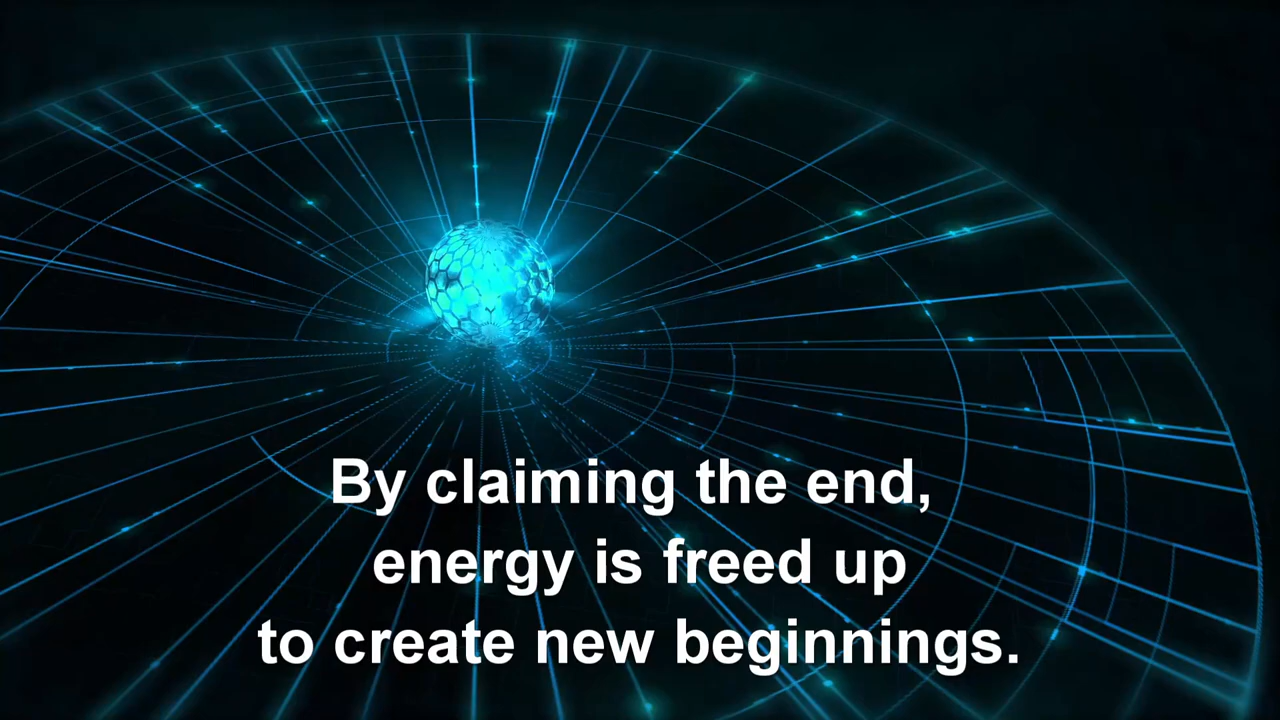 By claiming the end,
energy is freed up
to create new beginnings.